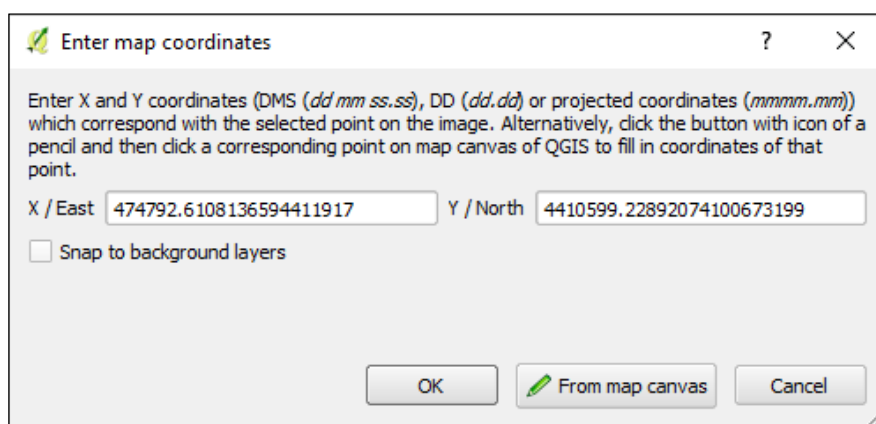 Enter map coordinates ?
Enter X and Y coordinates (DMS (dd mm ss.ss), DD (dd.dd) or projected coordinates (mmmm.mm))
which correspond with the selected point on the image. Alternatively, click the button with icon of a
pencil and then click a corresponding point on map canvas of QGIS to fill in coordinates of that
point.
X / East 474792.6108136594411917 Y / North 4410599.22892074100673199
Snap to background layers
OK From map canvas Cancel